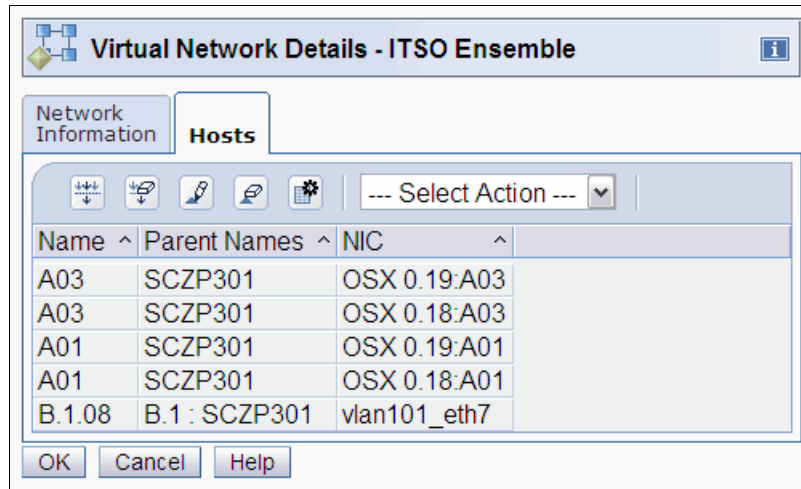 Virtual Network Details - ITSO Ensemble
Network
Information
Hosts
--- Select Action ---
Name Parent Names NIC
A03 SCZP301 OSX 0.19:A03
A03 SCZP301 OSX 0.18:A03
A01 SCZP301 OSX 0.19:A01
A01 SCZP301 OSX 0.18:A01
B.1.08 B.1 : SCZP301 vlan101_eth7
OK Cancel Help